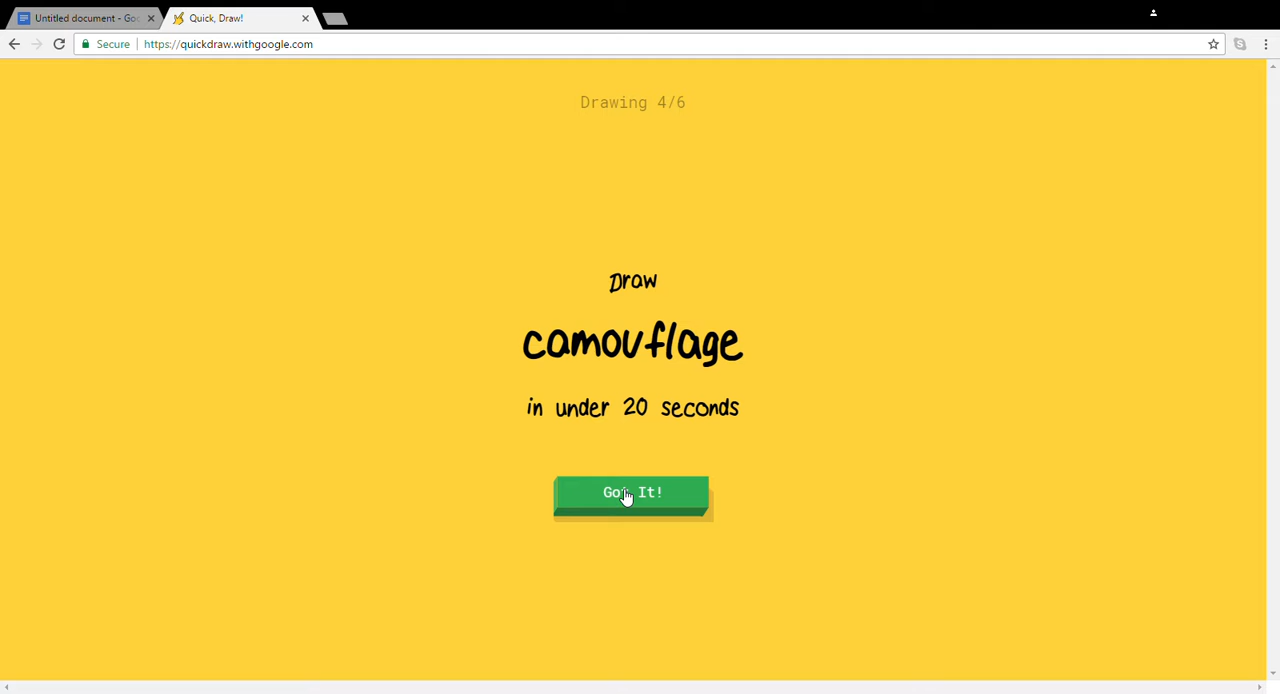 Untitled document - Goo
Quick, Draw!
Secure
https://quickdraw.withgoogle.com
Drawing 4/6
Draw
camouflage
in under 20 seconds
Got It!